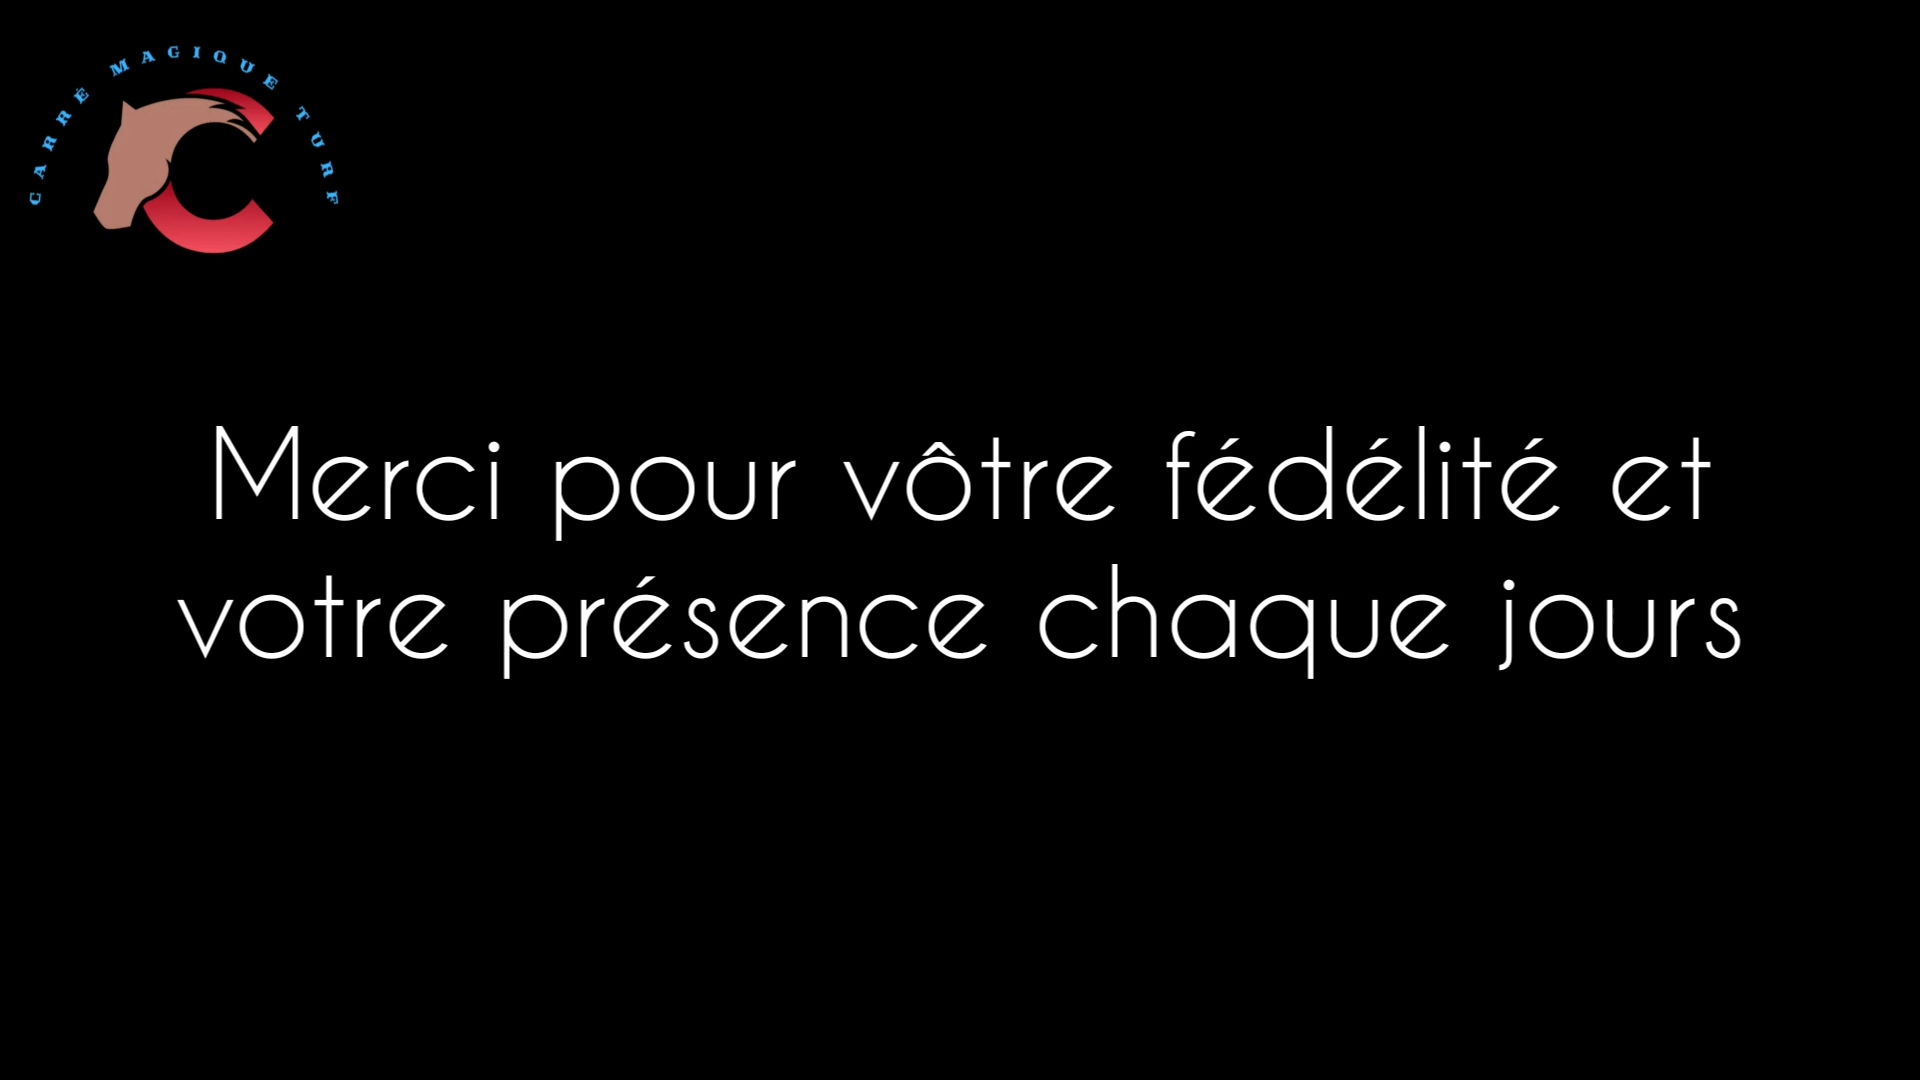 CARRÉ MAGIQUE TURF
Merci pour vôtre fédélité et
votre présence chaque jours